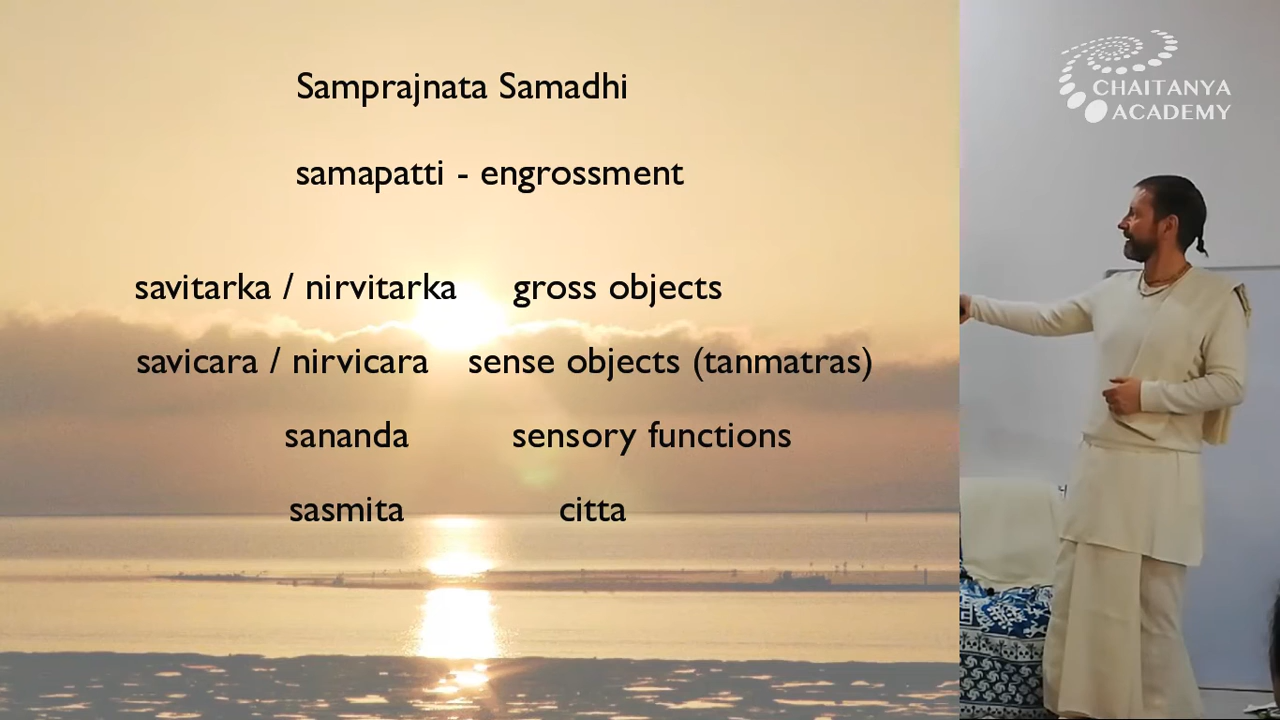 Samprajnata Samadhi
samapatti - engrossment
savitarka / nirvitarka gross objects
savicara / nirvicara sense objects (tanmatras)
sananda sensory functions
sasmita citta
CHAITANYA
ACADEMY